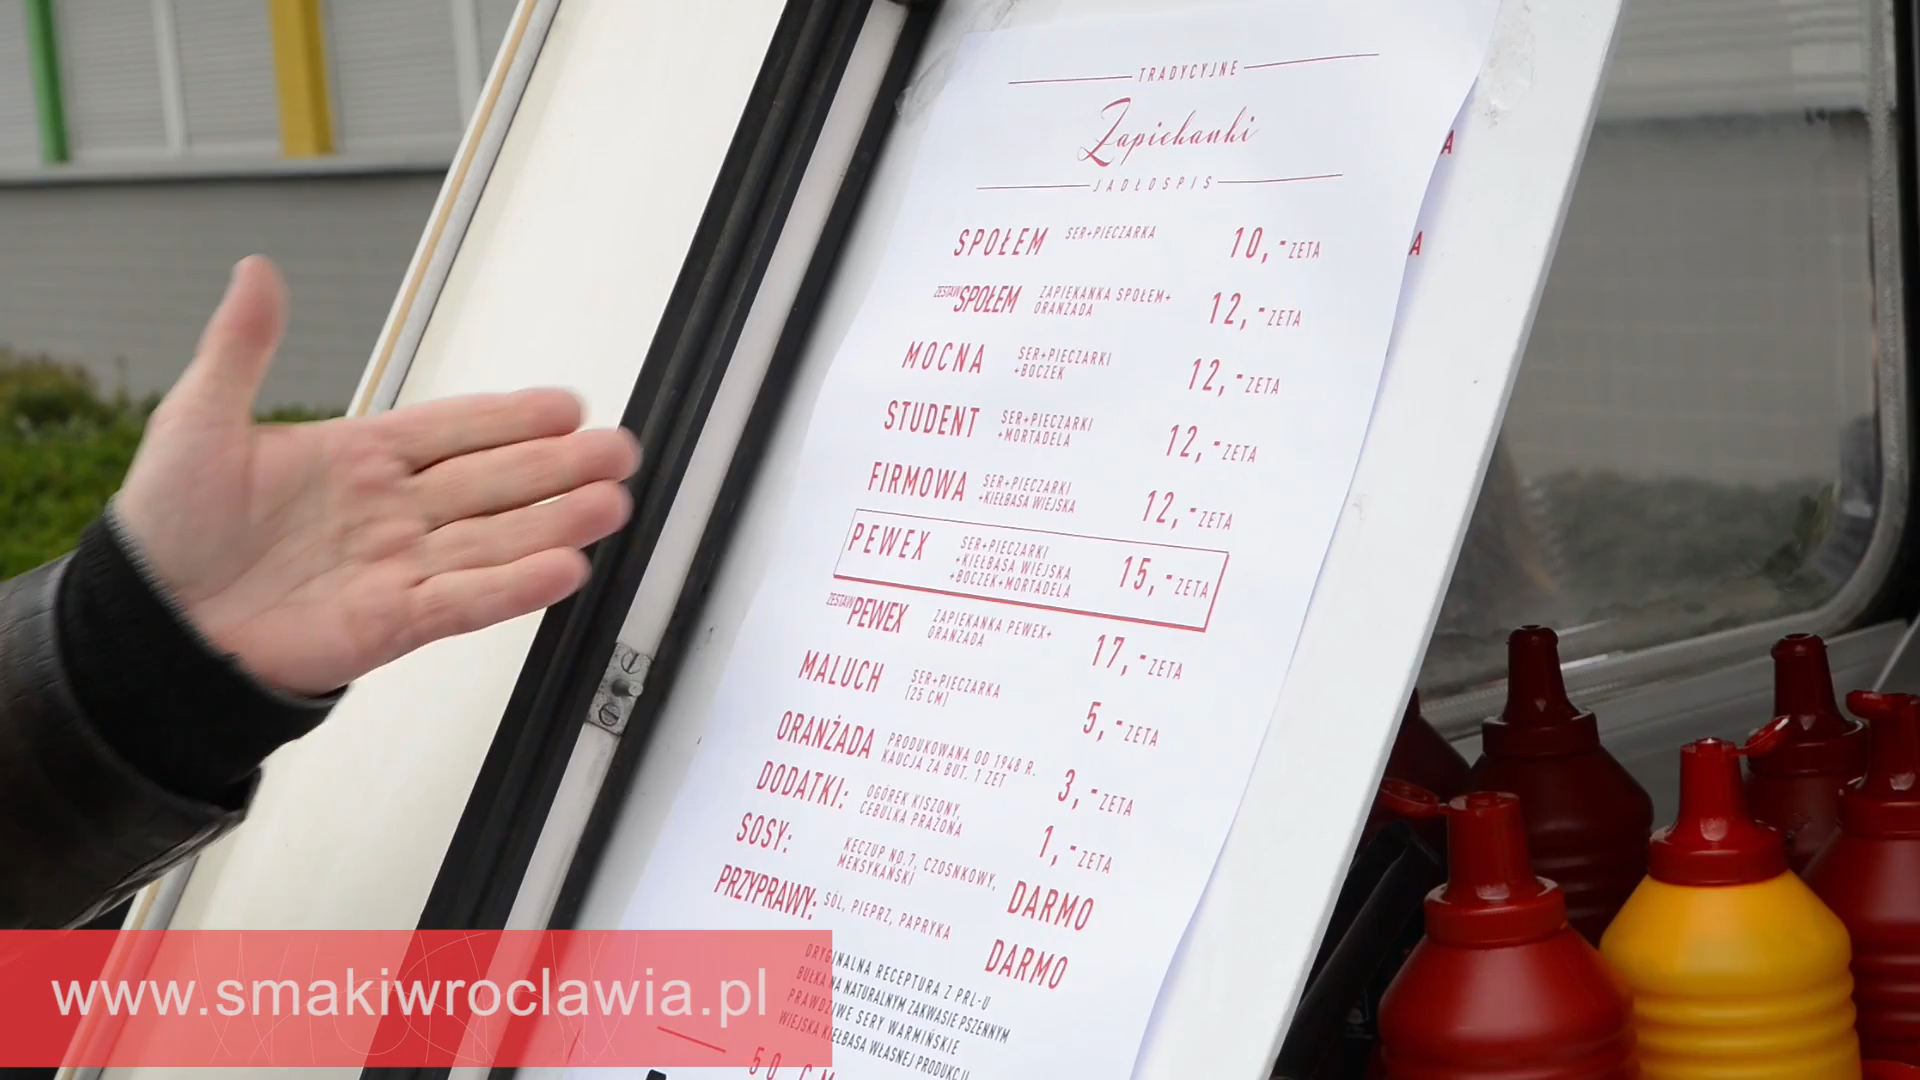 TRADYCYJNE
Zapiekanki
JADŁOSPIS
SPOŁEM SER+PIECZARKA 10,-ZETA
ZESTAW SPOŁEM ZAPIEKANKA SPOŁEM+
ORANŻADA 12,-ZETA
MOCNA SER+PIECZARKI
+BOCZEK 12,-ZETA
STUDENT SER+PIECZARKI
+MORTADELA 12,-ZETA
FIRMOWA SER+PIECZARKI
+KIEŁBASA WIEJSKA 12,-ZETA
PEWEX SER+PIECZARKI
+KIEŁBASA WIEJSKA
+BOCZEK+MORTADELA 15,-ZETA
ZESTAW PEWEX ZAPIEKANKA PEWEX+
ORANŻADA 17,-ZETA
MALUCH SER+PIECZARKA
[25 CM] 5,-ZETA
ORANŻADA PRODUKOWANA OD 1948 R.
KAUCJA ZA BUT. 1 ZET 3,-ZETA
DODATKI: OGÓREK KISZONY,
CEBULKA PRAŻONA 1,-ZETA
SOSY: KECZUP NO.7, CZOSNKOWY,
MEKSYKAŃSKI DARMO
PRZYPRAWY: SÓL, PIEPRZ, PAPRYKA DARMO
ORYGINALNA RECEPTURA Z PRL-U
BUŁKA NA NATURALNYM ZAKWASIE PSZENNYM
PRAWDZIWE SERY WARMIŃSKIE
WIEJSKA KIEŁBASA WŁASNEJ PRODUKCJI
50 CM
A
A
www.smakiwroclawia.pl